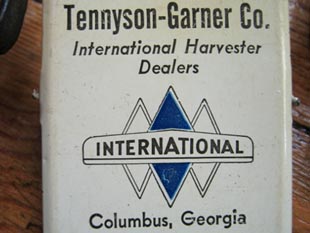 Tennyson-Garner Co.
International Harvester
Dealers
INTERNATIONAL
Columbus, Georgia